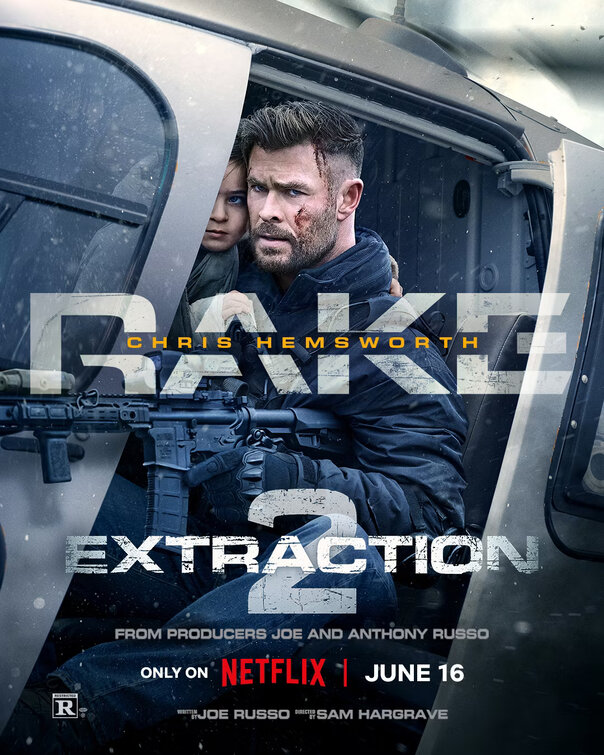 RAKE
CHRIS HEMSWORTH
2
EXTRACTION
FROM PRODUCERS JOE AND ANTHONY RUSSO
ONLY ON NETFLIX | JUNE 16
RESTRICTED
R
WRITTEN BY JOE RUSSO DIRECTED BY SAM HARGRAVE